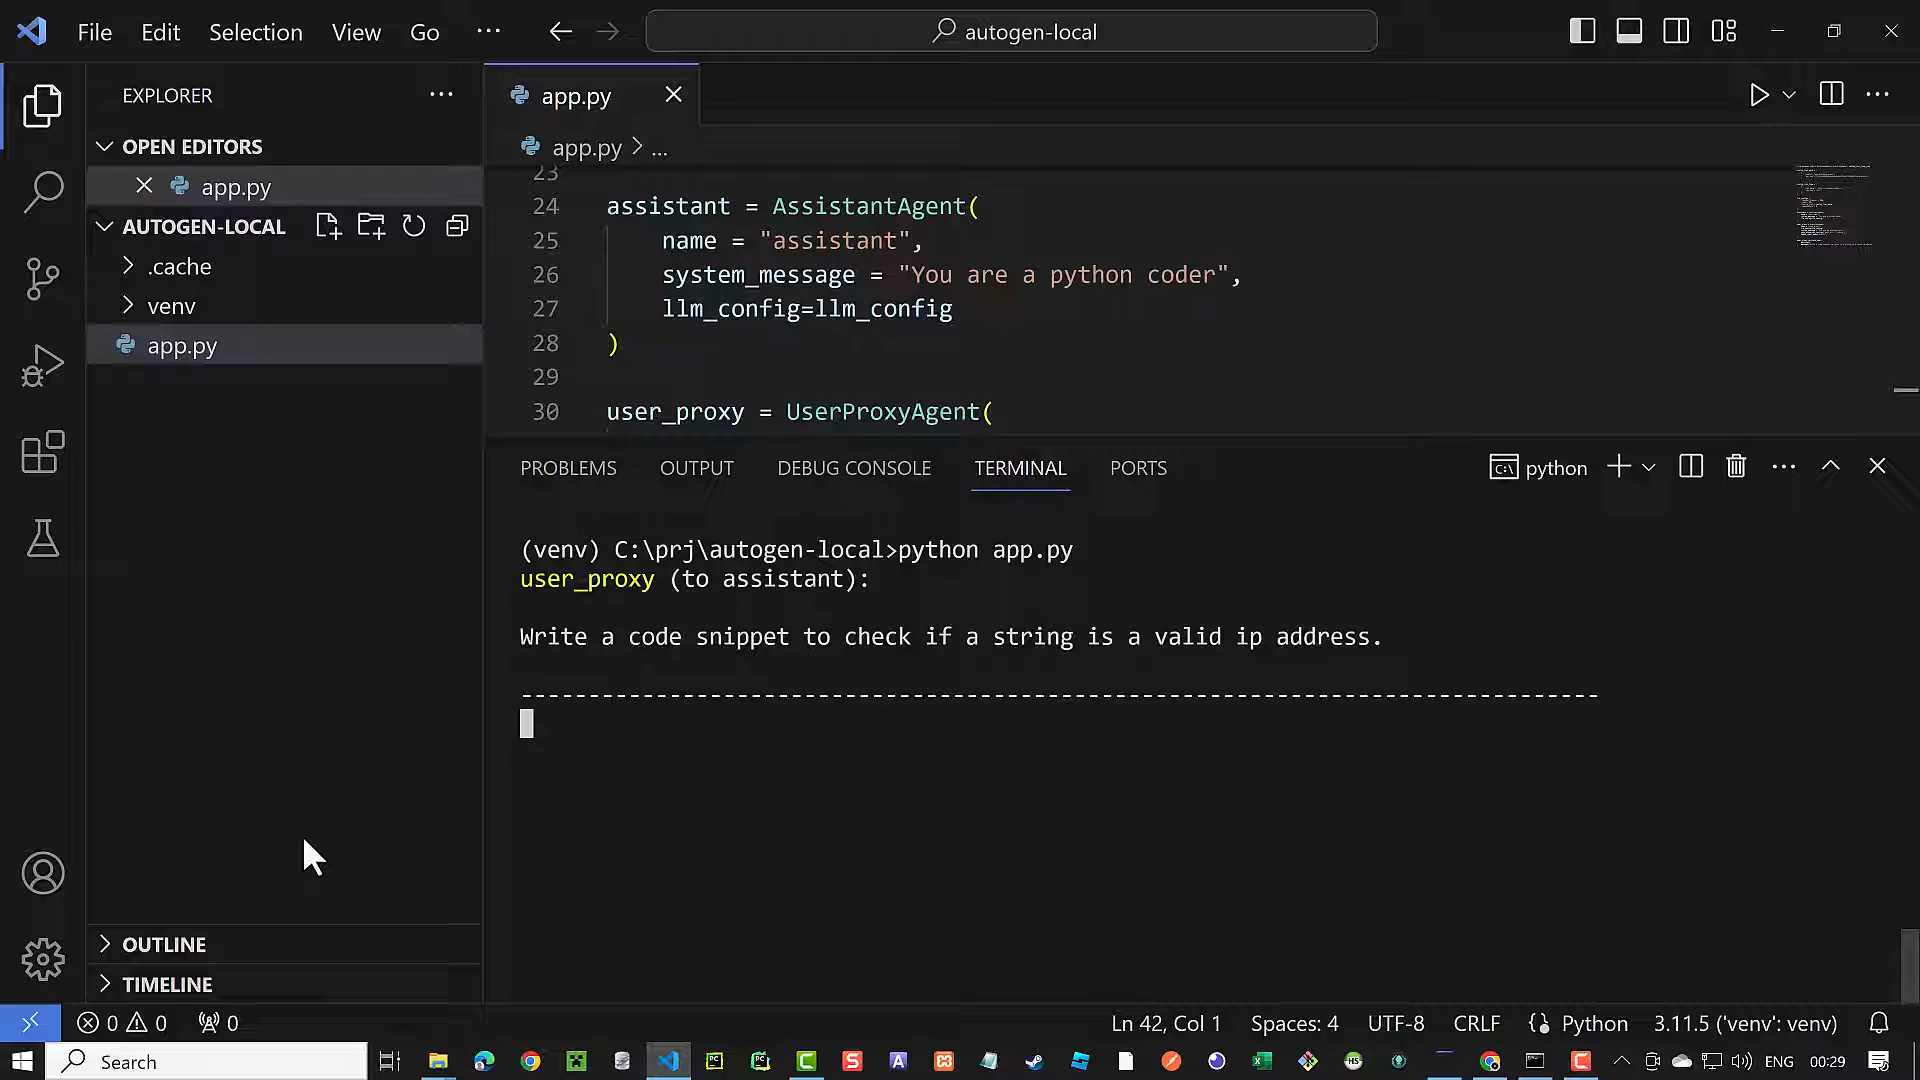 File Edit Selection View Go ...
autogen-local
EXPLORER
OPEN EDITORS
app.py
AUTOGEN-LOCAL
.cache
venv
app.py
OUTLINE
TIMELINE
app.py
app.py > ...
23
24 assistant = AssistantAgent(
25 name = "assistant",
26 system_message = "You are a python coder",
27 llm_config=llm_config
28 )
29
30 user_proxy = UserProxyAgent(
PROBLEMS OUTPUT DEBUG CONSOLE TERMINAL PORTS
python
(venv) C:\prj\autogen-local>python app.py
user_proxy (to assistant):
Write a code snippet to check if a string is a valid ip address.
--------------------------------------------------------------------------------
0 0 0
Ln 42, Col 1 Spaces: 4 UTF-8 CRLF Python 3.11.5 ('venv': venv)
Search
ENG 00:29